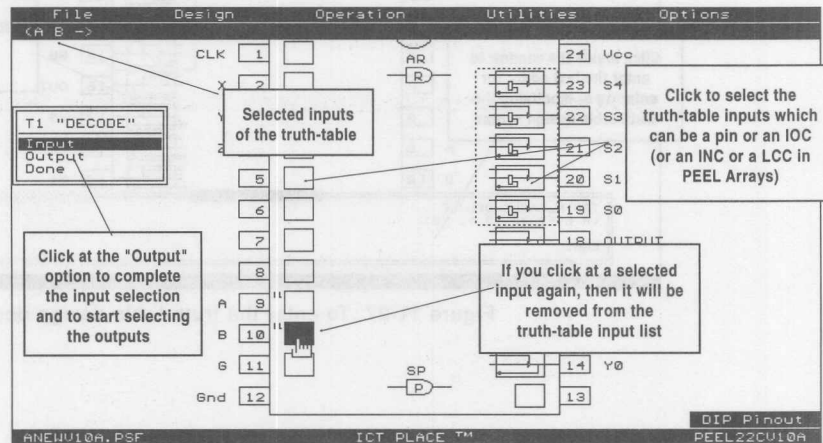 File Design Operation Utilities Options
(A B ->
CLK 1
X 2
Y
Z
5
6
7
8
A 9
B 10
G 11
Gnd 12
AR
R
SP
P
24 Vcc
23 S4
22 S3
21 S2
20 S1
19 S0
18 OUTPUT
14 Y0
13
T1 "DECODE"
Input
Output
Done
Selected inputs
of the truth-table
Click to select the
truth-table inputs which
can be a pin or an IOC
(or an INC or a LCC in
PEEL Arrays)
Click at the "Output"
option to complete
the input selection
and to start selecting
the outputs
If you click at a selected
input again, then it will be
removed from the
truth-table input list
DIP Pinout
ANEWV10A.PSF ICT PLACE ™ PEEL22CV10A